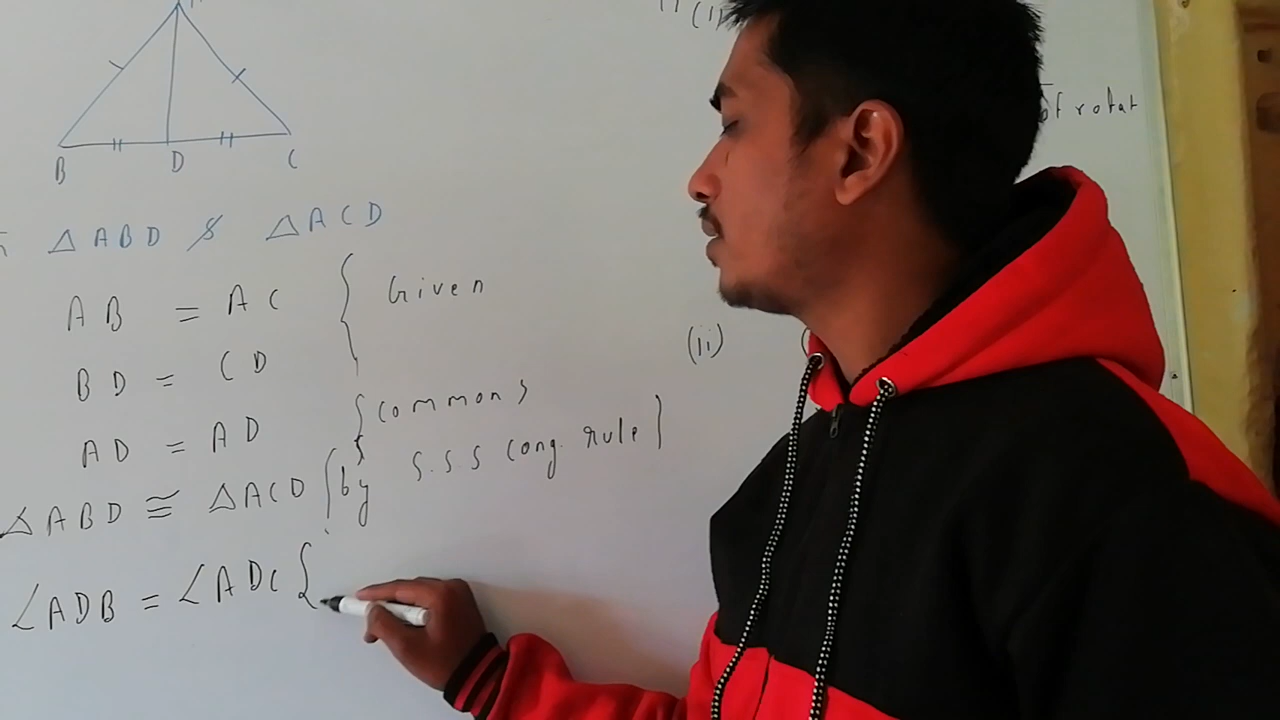 B D C
△ABD & △ACD
AB = AC { Given
BD = CD
AD = AD { common }
△ABD ≅ △ACD { by S.S.S cong. rule }
∠ADB = ∠ADC {
(i)
of rotat
(ii)